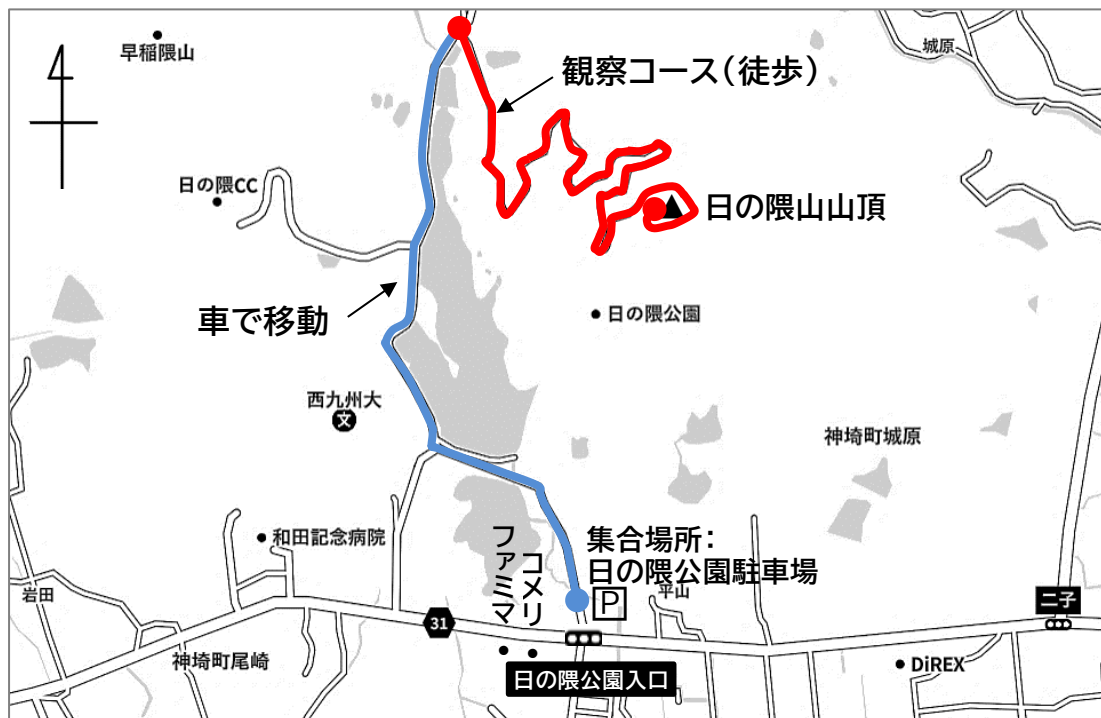 早稲隈山
城原
観察コース(徒歩)
日の隈CC
日の隈山山頂
車で移動
日の隈公園
西九州大
文
神埼町城原
和田記念病院
ファミマ
コメリ
集合場所:
日の隈公園駐車場
P
平山
岩田
二子
31
神埼町尾崎
日の隈公園入口
DiREX